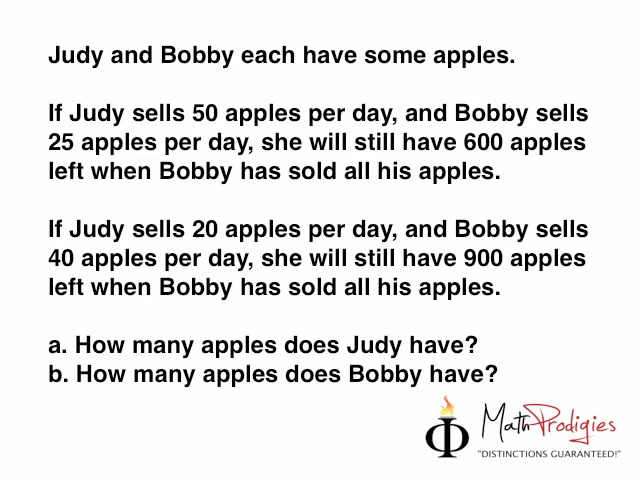 Judy and Bobby each have some apples.
If Judy sells 50 apples per day, and Bobby sells
25 apples per day, she will still have 600 apples
left when Bobby has sold all his apples.
If Judy sells 20 apples per day, and Bobby sells
40 apples per day, she will still have 900 apples
left when Bobby has sold all his apples.
a. How many apples does Judy have?
b. How many apples does Bobby have?
Math Prodigies
"DISTINCTIONS GUARANTEED!"